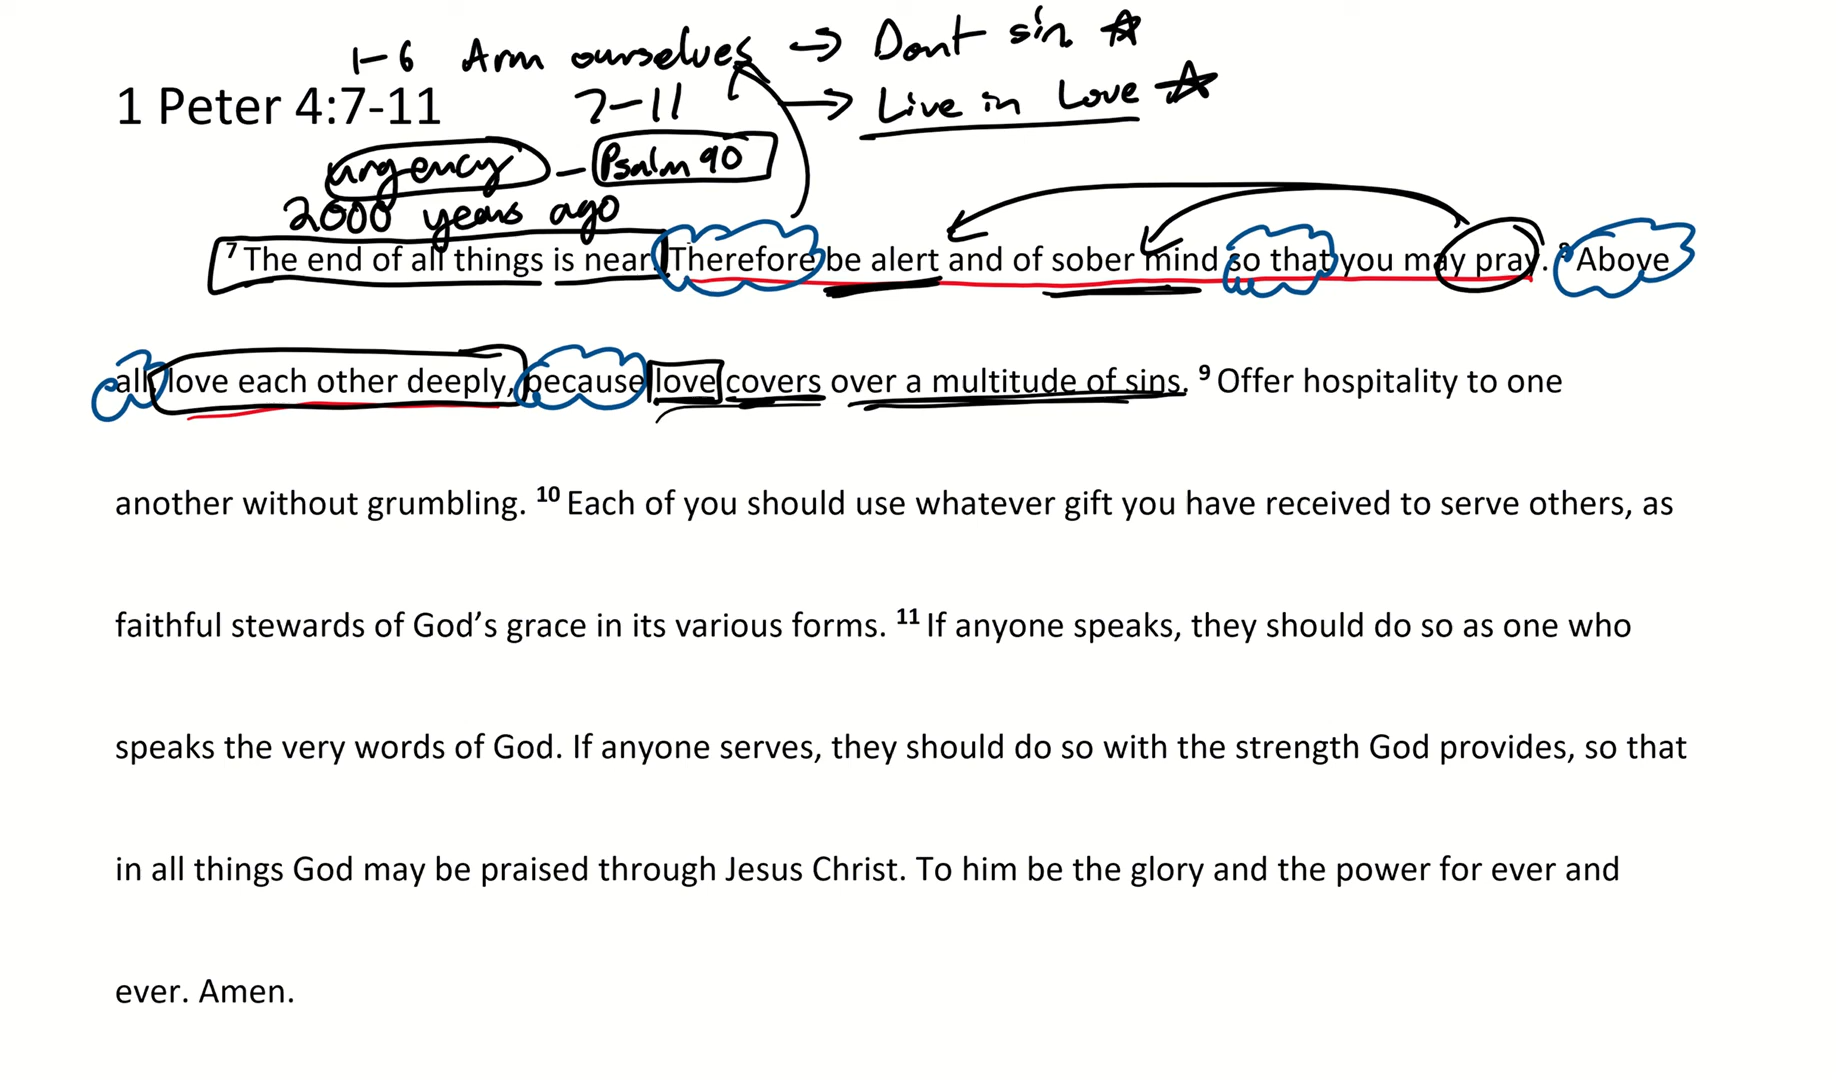 1-6 Arm ourselves → Dont sin ☆
1 Peter 4:7-11 7-11 → Live in Love ☆
urgency - Psalm 90
2000 years ago
⁷ The end of all things is near. Therefore be alert and of sober mind so that you may pray. ⁸ Above
all, love each other deeply, because love covers over a multitude of sins. ⁹ Offer hospitality to one
another without grumbling. ¹⁰ Each of you should use whatever gift you have received to serve others, as
faithful stewards of God’s grace in its various forms. ¹¹ If anyone speaks, they should do so as one who
speaks the very words of God. If anyone serves, they should do so with the strength God provides, so that
in all things God may be praised through Jesus Christ. To him be the glory and the power for ever and
ever. Amen.